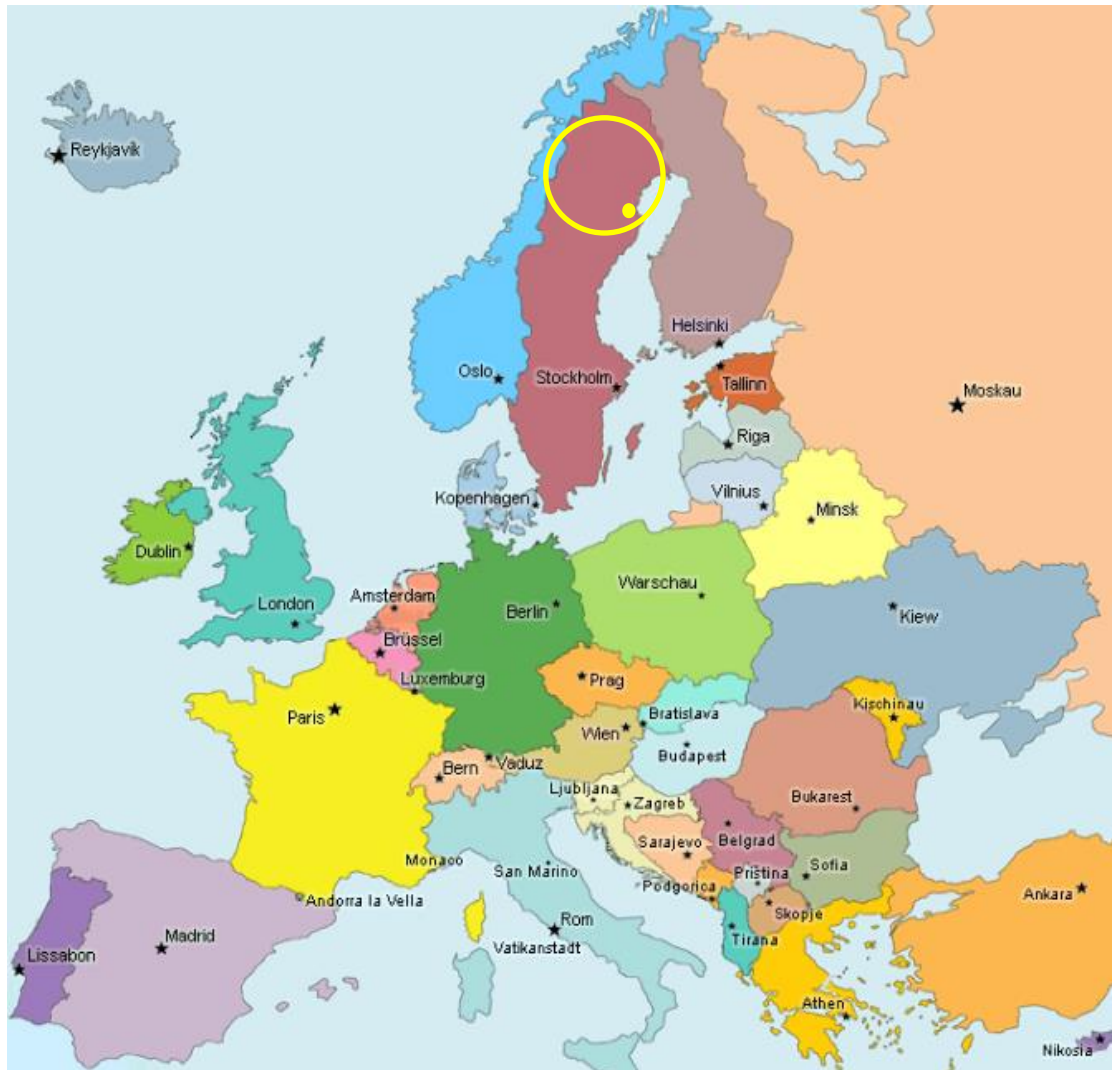 Reykjavik
Helsinki
Oslo
Stockholm
Tallinn
Moskau
Riga
Kopenhagen
Vilnius
Minsk
Dublin
Warschau
Amsterdam
London
Berlin
Kiew
Brüssel
Luxemburg
Prag
Paris
Kischinau
Bratislava
Wien
Vaduz
Budapest
Bern
Ljubljana
Zagreb
Bukarest
Sarajevo
Belgrad
Monaco
San Marino
Pristina
Sofia
Podgorica
Ankara
Andorra la Vella
Skopje
Rom
Madrid
Tirana
Vatikanstadt
Lissabon
Athen
Nikosia